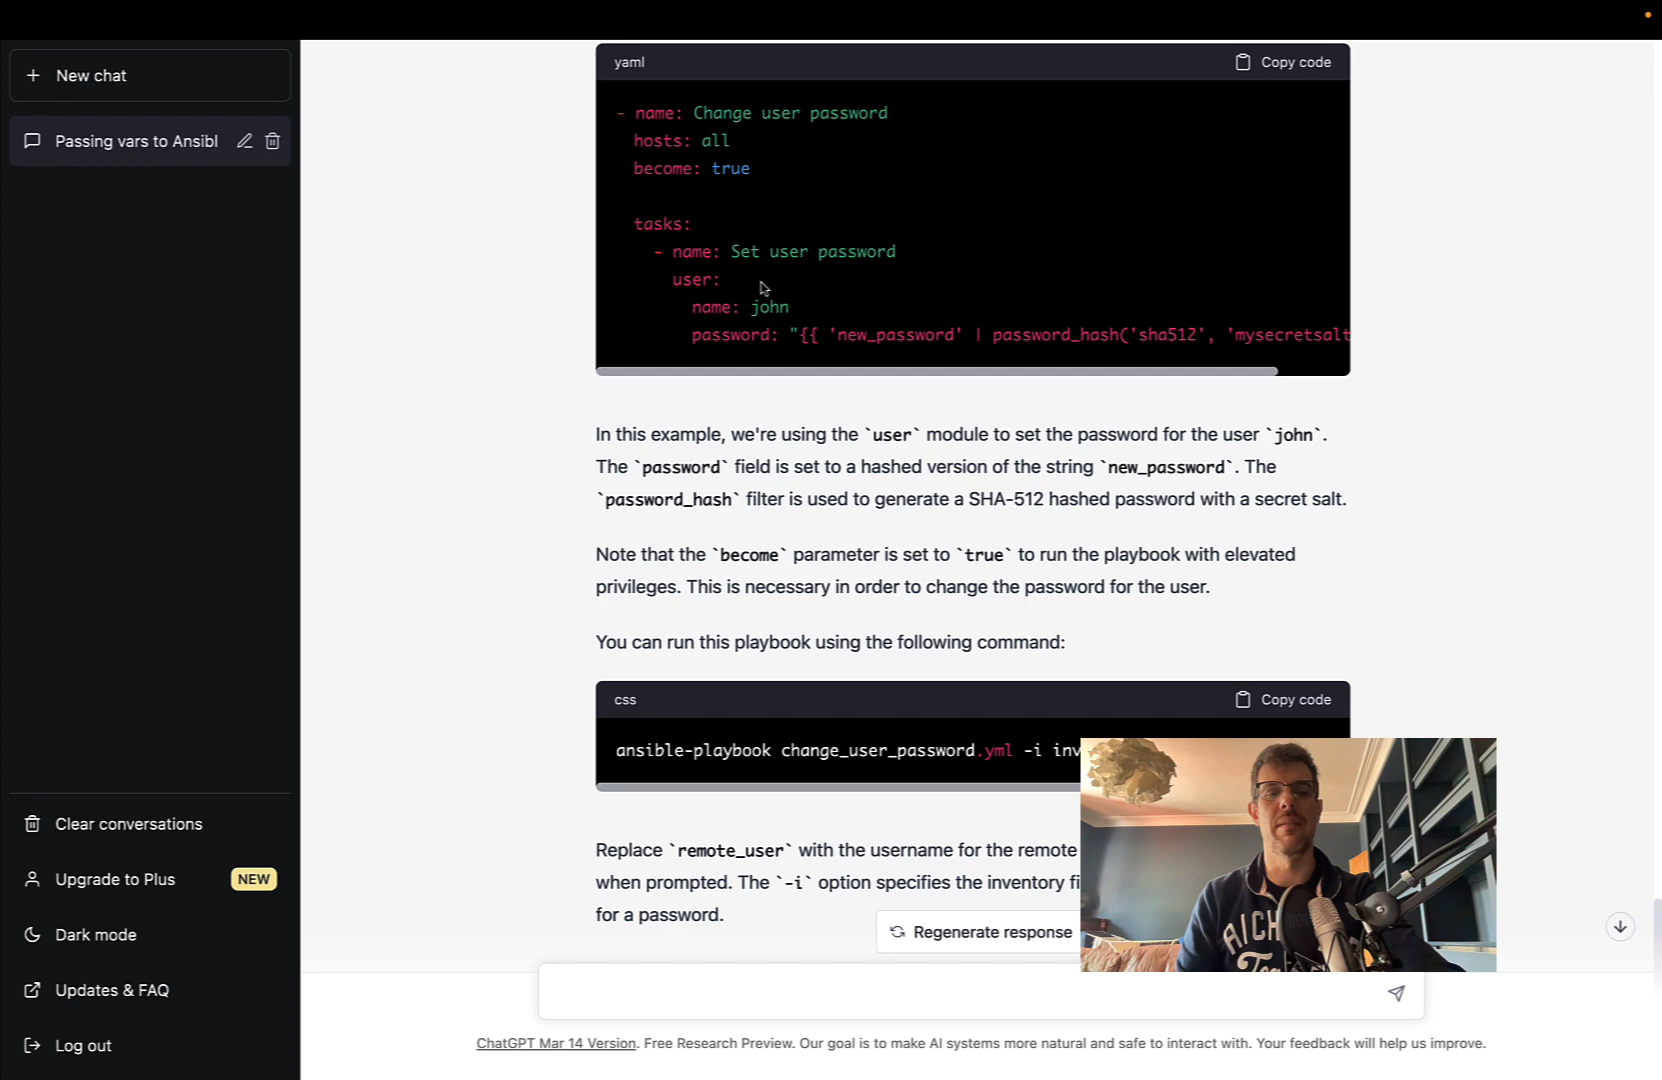 New chat
Passing vars to Ansibl
Clear conversations
Upgrade to Plus NEW
Dark mode
Updates & FAQ
Log out
yaml Copy code
- name: Change user password
hosts: all
become: true
tasks:
- name: Set user password
user:
name: john
password: "{{ 'new_password' | password_hash('sha512', 'mysecretsalt
In this example, we're using the `user` module to set the password for the user `john`.
The `password` field is set to a hashed version of the string `new_password`. The
`password_hash` filter is used to generate a SHA-512 hashed password with a secret salt.
Note that the `become` parameter is set to `true` to run the playbook with elevated
privileges. This is necessary in order to change the password for the user.
You can run this playbook using the following command:
css Copy code
ansible-playbook change_user_password.yml -i inv
Replace `remote_user` with the username for the remote
when prompted. The `-i` option specifies the inventory fi
for a password.
Regenerate response
AICH
ChatGPT Mar 14 Version. Free Research Preview. Our goal is to make AI systems more natural and safe to interact with. Your feedback will help us improve.